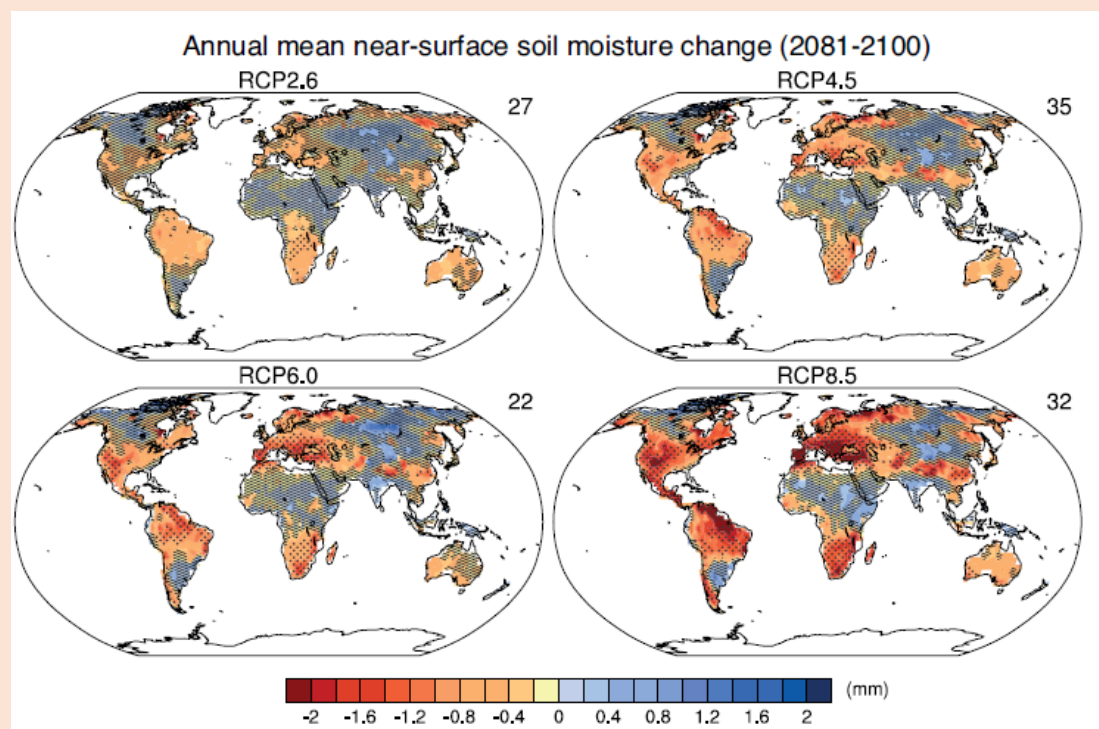 Annual mean near-surface soil moisture change (2081-2100)
RCP2.6
27
RCP4.5
35
RCP6.0
22
RCP8.5
32
(mm)
-2 -1.6 -1.2 -0.8 -0.4 0 0.4 0.8 1.2 1.6 2